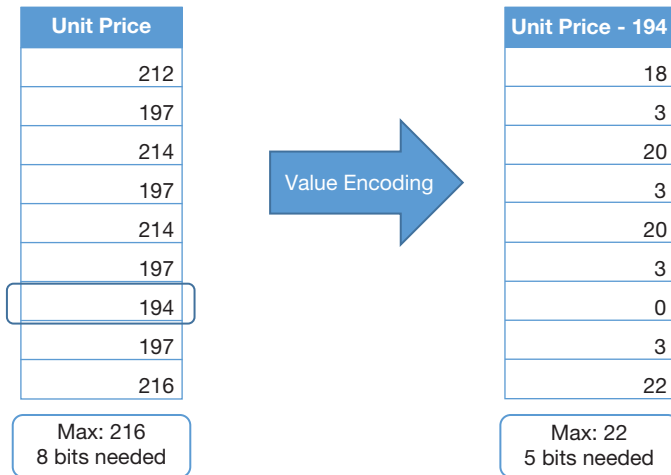 Unit Price
212
197
214
197
214
197
194
197
216
Max: 216
8 bits needed
Value Encoding
Unit Price - 194
18
3
20
3
20
3
0
3
22
Max: 22
5 bits needed